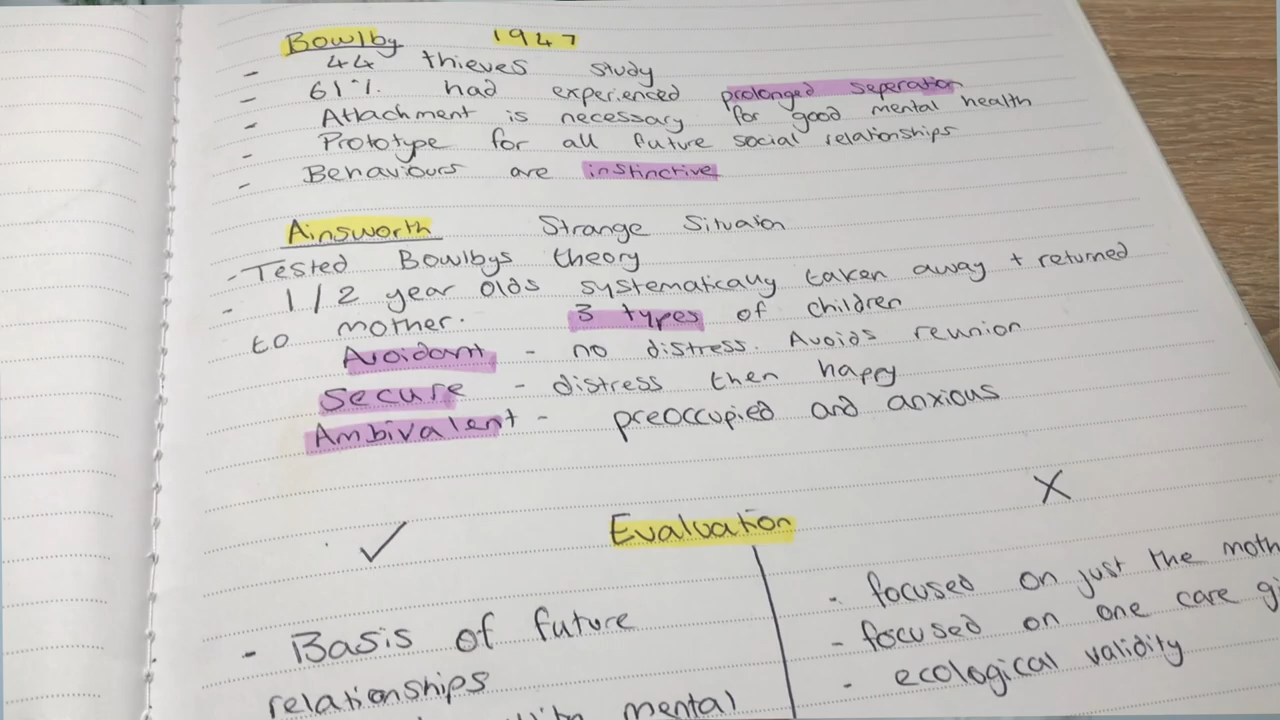 Bowlby 1947
- 44 thieves study
- 61% had experienced prolonged seperation
- Attachment is necessary for good mental health
- Prototype for all future social relationships
- Behaviours are instinctive
Ainsworth Strange Situation
- Tested Bowlbys theory
- 1/2 year olds systematically taken away + returned
to mother. 3 types of children
Avoidant - no distress. Avoids reunion
Secure - distress then happy
Ambivalent - preoccupied and anxious
✓ Evaluation X
- Basis of future
relationships
mental
- focused on just the moth
- focused on one care gi
- ecological validity